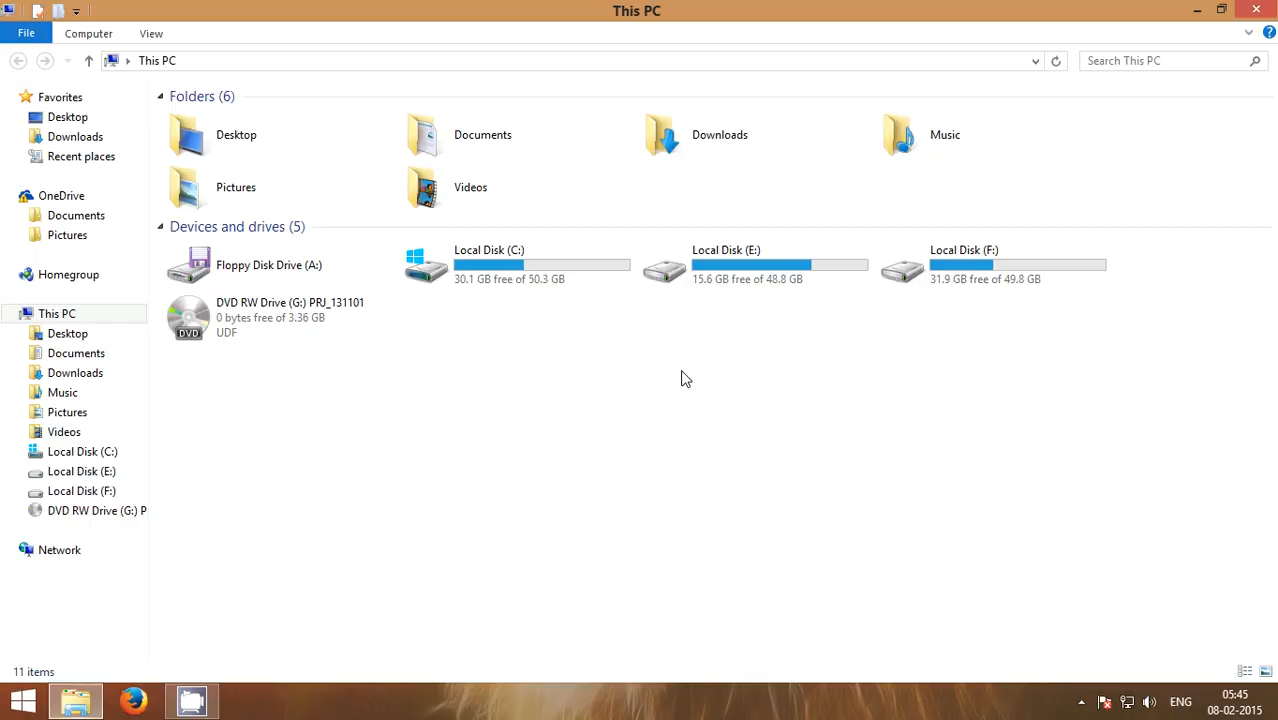 This PC
File
Computer
View
This PC
Search This PC
Favorites
Desktop
Downloads
Recent places
OneDrive
Documents
Pictures
Homegroup
This PC
Desktop
Documents
Downloads
Music
Pictures
Videos
Local Disk (C:)
Local Disk (E:)
Local Disk (F:)
DVD RW Drive (G:) P
Network
Folders (6)
Desktop
Documents
Downloads
Music
Pictures
Videos
Devices and drives (5)
Floppy Disk Drive (A:)
Local Disk (C:)
30.1 GB free of 50.3 GB
Local Disk (E:)
15.6 GB free of 48.8 GB
Local Disk (F:)
31.9 GB free of 49.8 GB
DVD
DVD RW Drive (G:) PRJ_131101
0 bytes free of 3.36 GB
UDF
11 items
ENG
05:45
08-02-2015